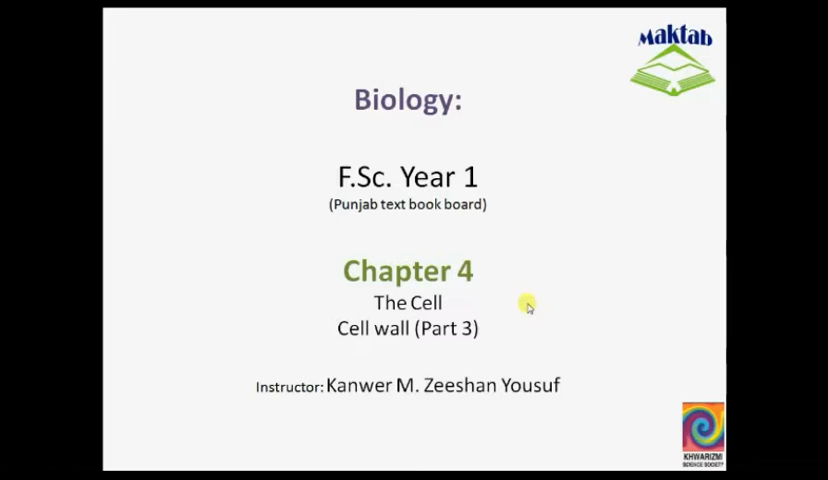 Maktab
Biology:
F.Sc. Year 1
(Punjab text book board)
Chapter 4
The Cell
Cell wall (Part 3)
Instructor: Kanwer M. Zeeshan Yousuf
KHWARIZMI
SCIENCE SOCIETY